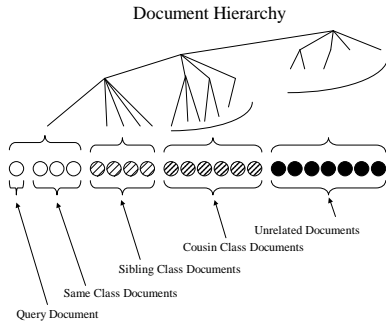 Document Hierarchy
Unrelated Documents
Cousin Class Documents
Sibling Class Documents
Same Class Documents
Query Document